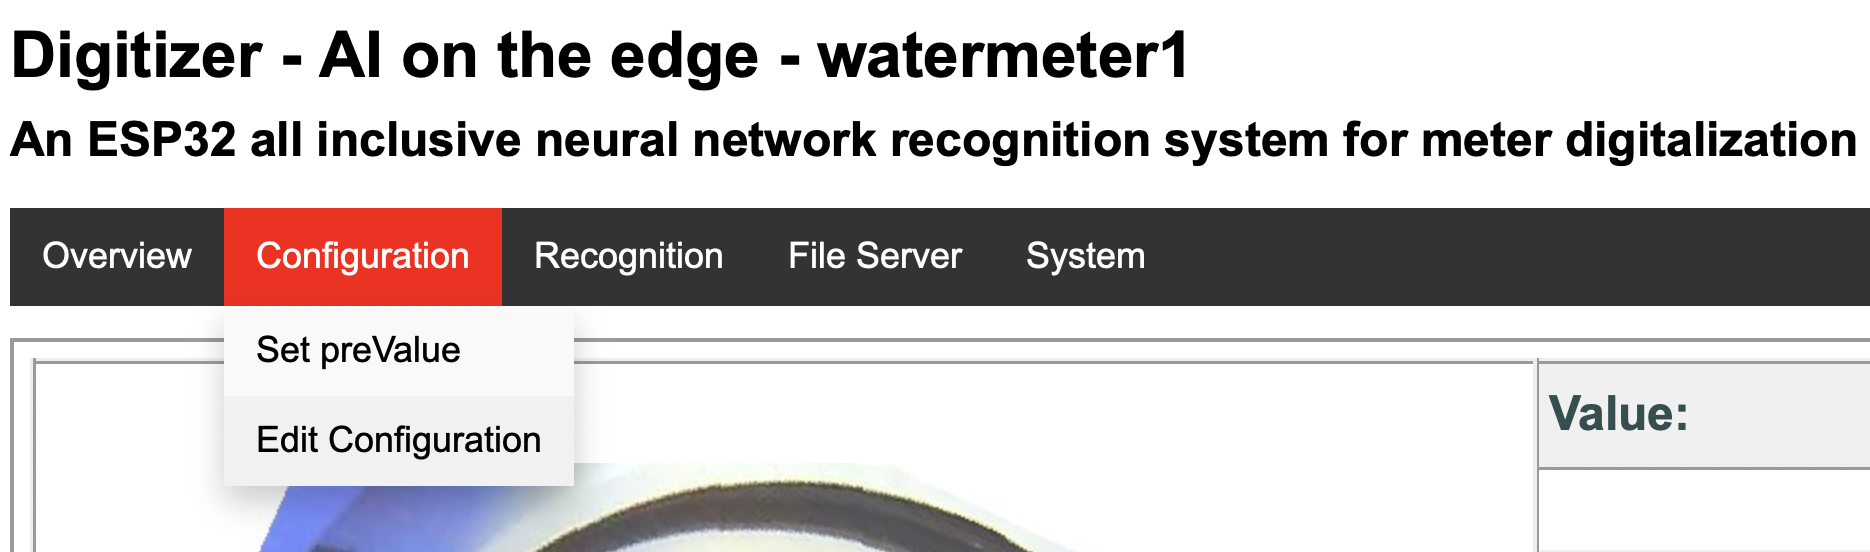 Digitizer - AI on the edge - watermeter1
An ESP32 all inclusive neural network recognition system for meter digitalization
Overview Configuration Recognition File Server System
Set preValue
Edit Configuration
Value: